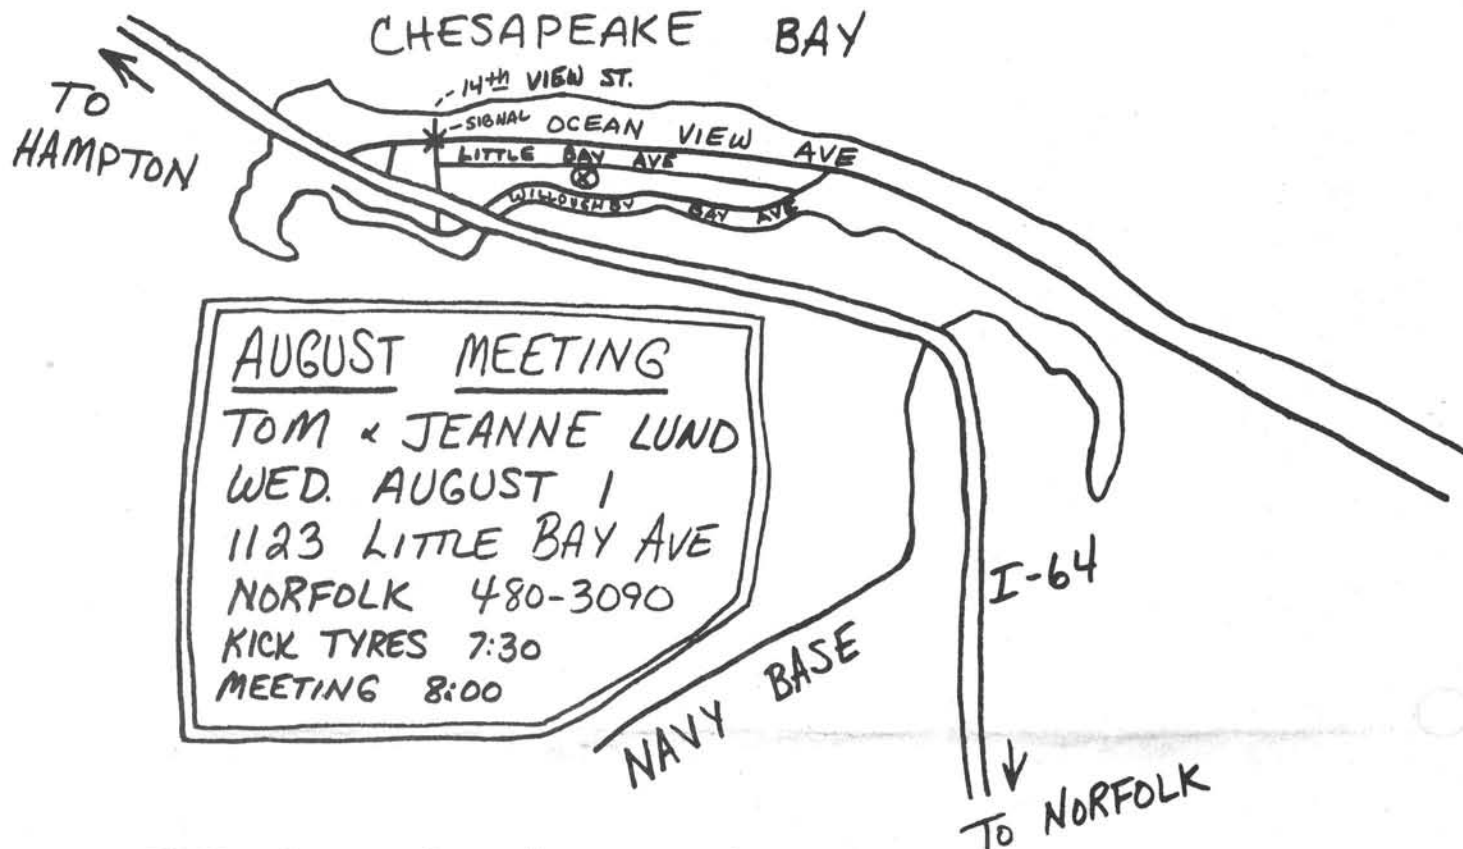 CHESAPEAKE BAY
TO
HAMPTON
14th VIEW ST.
SIGNAL
OCEAN VIEW AVE
LITTLE BAY AVE
X
WILLOUGHBY BAY AVE
AUGUST MEETING
TOM & JEANNE LUND
WED. AUGUST 1
1123 LITTLE BAY AVE
NORFOLK 480-3090
KICK TYRES 7:30
MEETING 8:00
I-64
NAVY BASE
TO NORFOLK